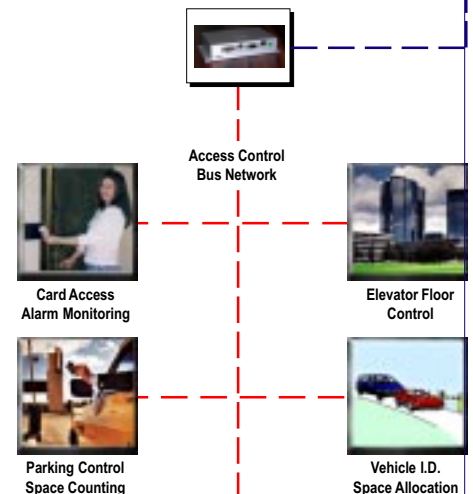 Access Control
Bus Network
Card Access
Alarm Monitoring
Elevator Floor
Control
Parking Control
Space Counting
Vehicle I.D.
Space Allocation